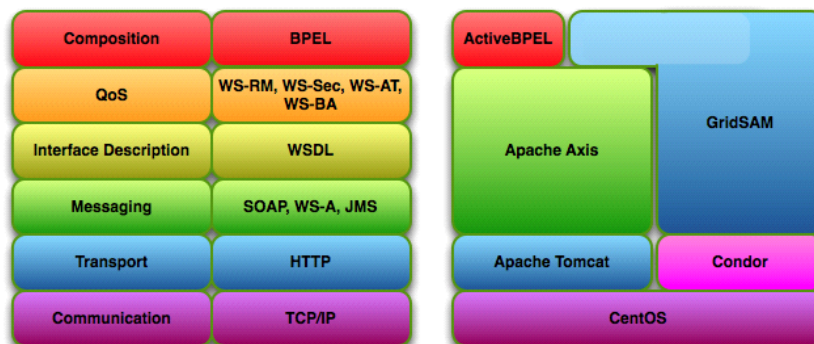 Composition
BPEL
ActiveBPEL
QoS
WS-RM, WS-Sec, WS-AT,
WS-BA
GridSAM
Interface Description
WSDL
Apache Axis
Messaging
SOAP, WS-A, JMS
Transport
HTTP
Apache Tomcat
Condor
Communication
TCP/IP
CentOS